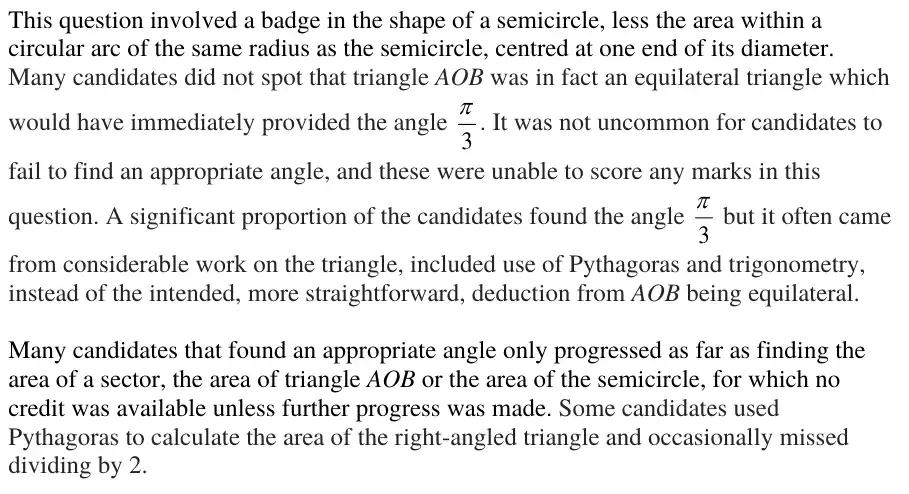 This question involved a badge in the shape of a semicircle, less the area within a
circular arc of the same radius as the semicircle, centred at one end of its diameter.
Many candidates did not spot that triangle AOB was in fact an equilateral triangle which
would have immediately provided the angle π/3. It was not uncommon for candidates to
fail to find an appropriate angle, and these were unable to score any marks in this
question. A significant proportion of the candidates found the angle π/3 but it often came
from considerable work on the triangle, included use of Pythagoras and trigonometry,
instead of the intended, more straightforward, deduction from AOB being equilateral.
Many candidates that found an appropriate angle only progressed as far as finding the
area of a sector, the area of triangle AOB or the area of the semicircle, for which no
credit was available unless further progress was made. Some candidates used
Pythagoras to calculate the area of the right-angled triangle and occasionally missed
dividing by 2.